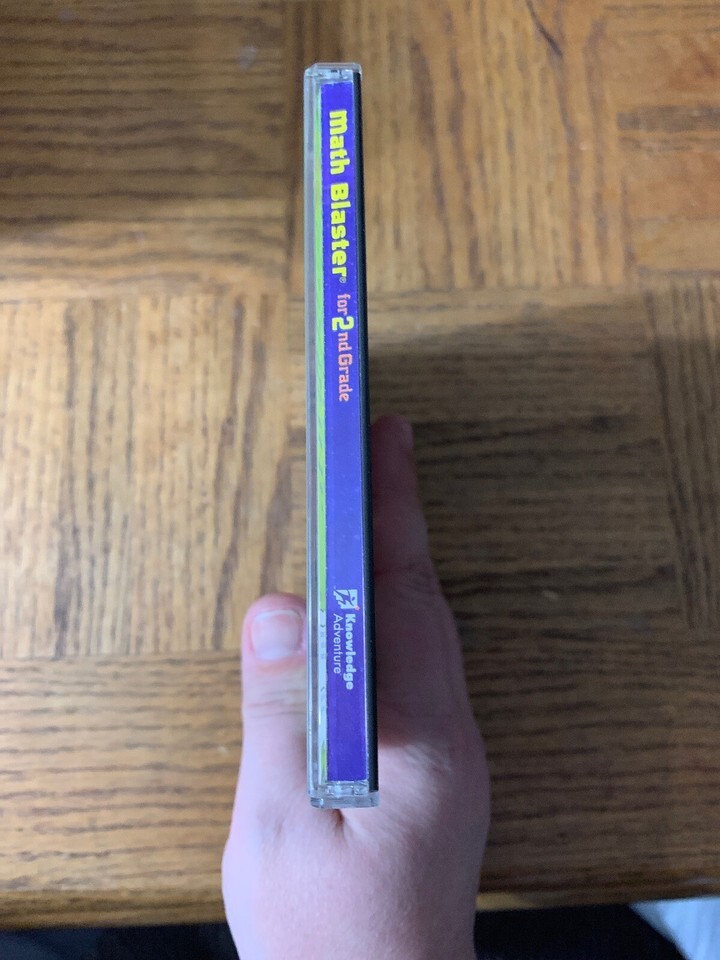 Math Blaster® for 2nd Grade
Knowledge
Adventure